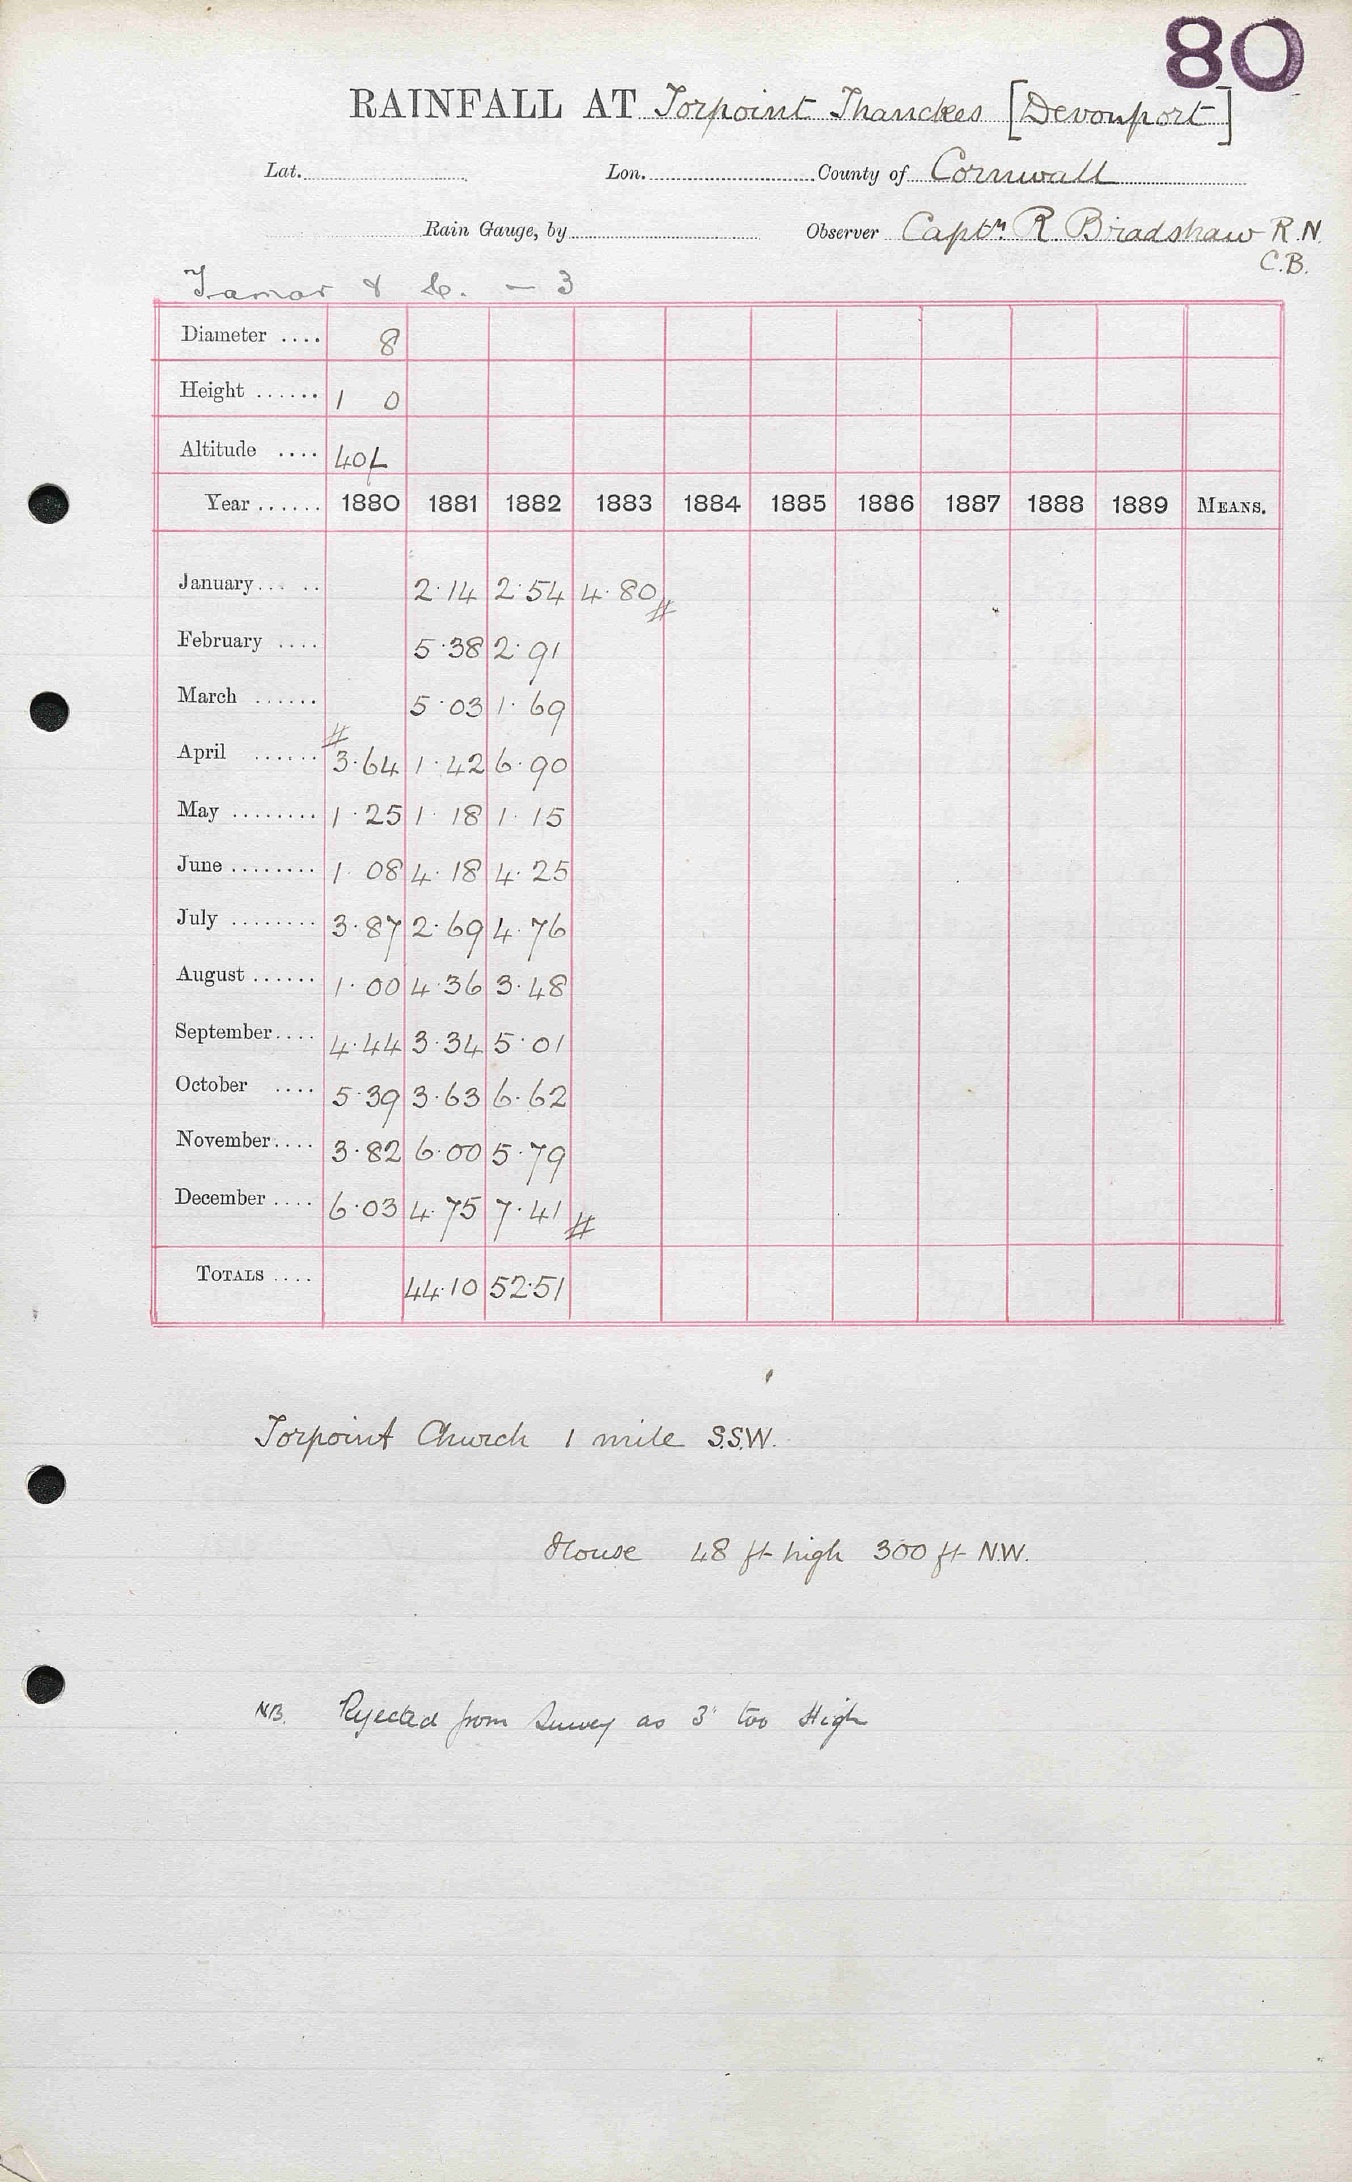 80
RAINFALL AT Torpoint Thanckes [Devonport]
Lat. Lon. County of Cornwall
Rain Gauge, by Observer Captn. R Bradshaw R.N.
C.B.
Tamar & - 3
Diameter .... 8
Height ...... 1 0
Altitude .... 40L
Year ...... 1880 1881 1882 1883 1884 1885 1886 1887 1888 1889 MEANS.
January.... .. 2.14 2.54 4.80 #
February .... 5.38 2.91
March ...... 5.03 1.69
April ...... # 3.64 1.42 6.90
May ........ 1.25 1.18 1.15
June ........ 1.08 4.18 4.25
July ........ 3.87 2.69 4.76
August ...... 1.00 4.36 3.48
September.... 4.44 3.34 5.01
October .... 5.39 3.63 6.62
November.... 3.82 6.00 5.79
December .... 6.03 4.75 7.41 #
TOTALS .... 44.10 52.51
Torpoint Church 1 mile S.S.W.
House 48 ft high 300 ft N.W.
NB. Rejected from Survey as 3" too High